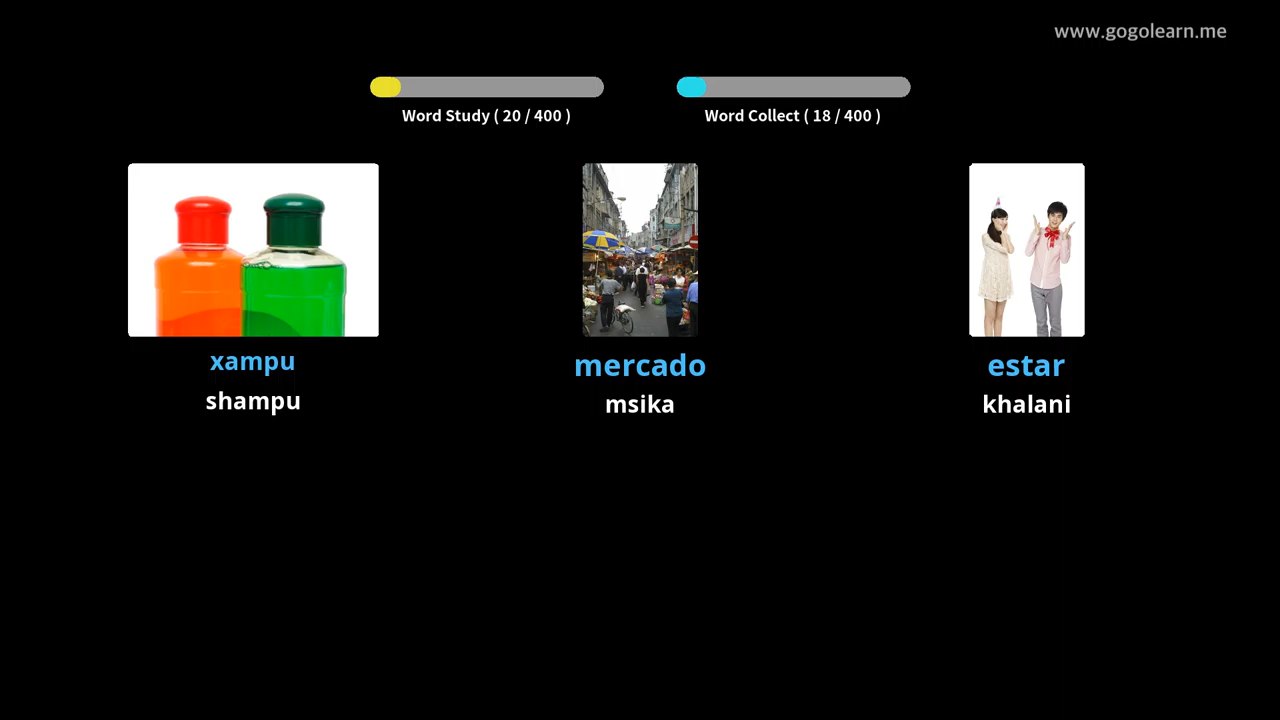 www.gogolearn.me
Word Study ( 20 / 400 )
Word Collect ( 18 / 400 )
xampu
shampu
mercado
msika
estar
khalani